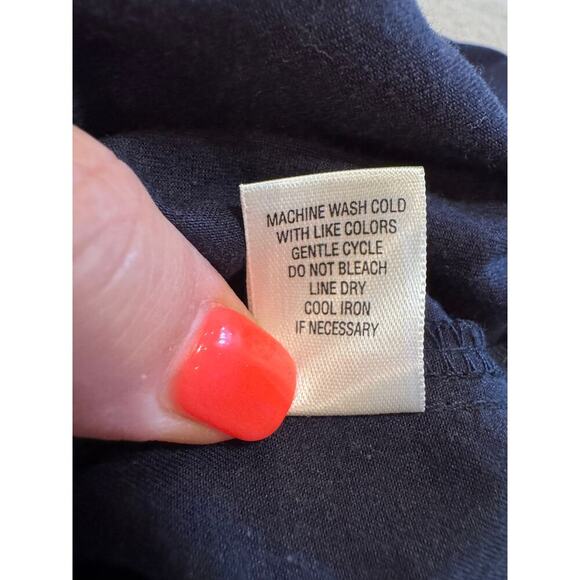 MACHINE WASH COLD
WITH LIKE COLORS
GENTLE CYCLE
DO NOT BLEACH
LINE DRY
COOL IRON
IF NECESSARY